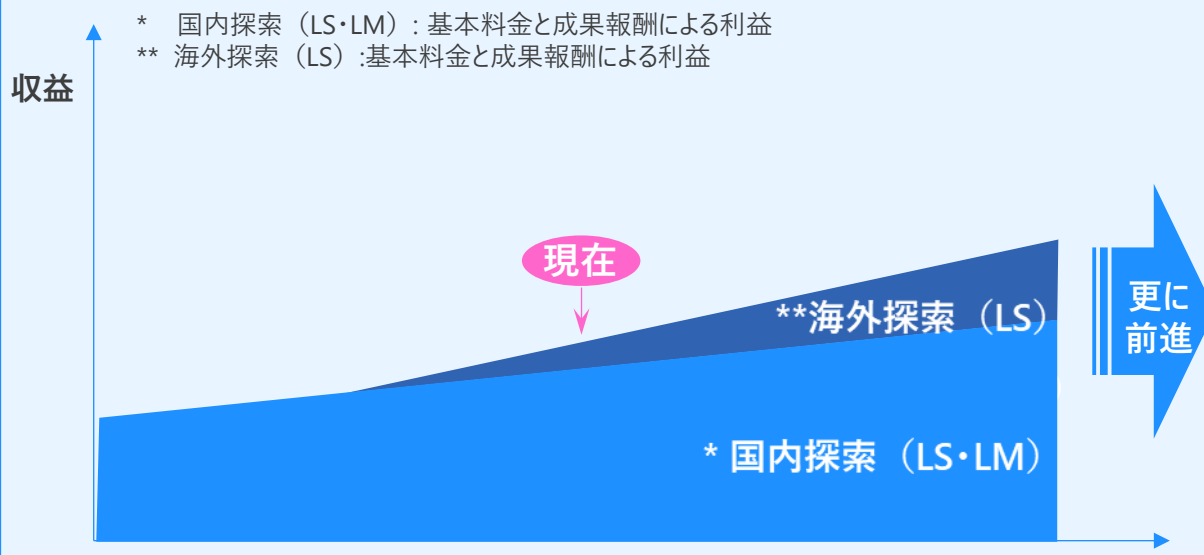 * 国内探索（LS・LM）: 基本料金と成果報酬による利益
** 海外探索（LS）:基本料金と成果報酬による利益
収益
現在
**海外探索（LS）
更に
前進
* 国内探索（LS・LM）